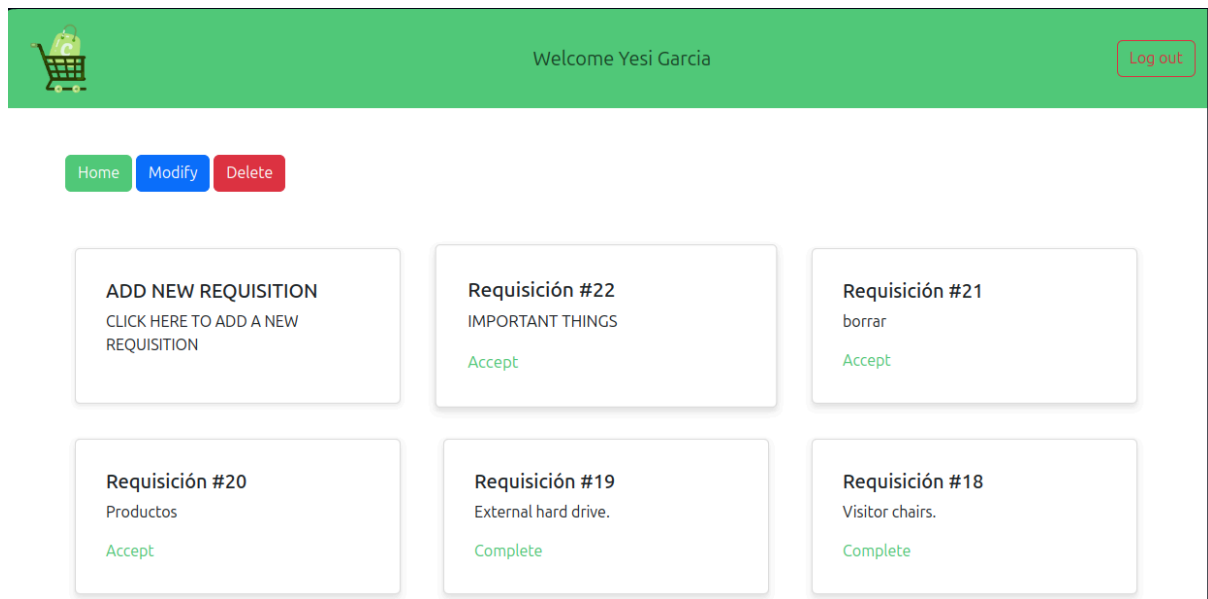 C
Welcome Yesi Garcia
Log out
Home
Modify
Delete
ADD NEW REQUISITION
CLICK HERE TO ADD A NEW
REQUISITION
Requisición #22
IMPORTANT THINGS
Accept
Requisición #21
borrar
Accept
Requisición #20
Productos
Accept
Requisición #19
External hard drive.
Complete
Requisición #18
Visitor chairs.
Complete